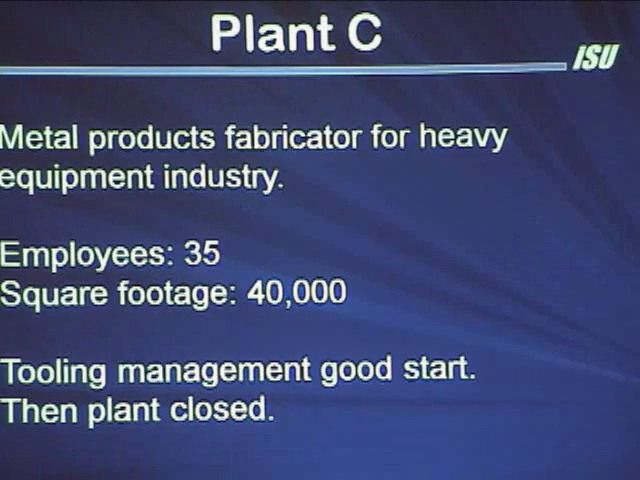 Plant C
ISU
Metal products fabricator for heavy
equipment industry.
Employees: 35
Square footage: 40,000
Tooling management good start.
Then plant closed.